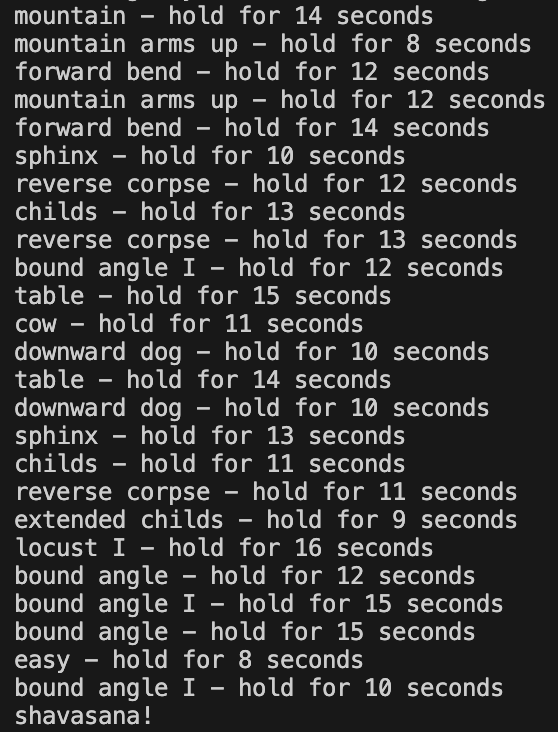 mountain – hold for 14 seconds
mountain arms up – hold for 8 seconds
forward bend – hold for 12 seconds
mountain arms up – hold for 12 seconds
forward bend – hold for 14 seconds
sphinx – hold for 10 seconds
reverse corpse – hold for 12 seconds
childs – hold for 13 seconds
reverse corpse – hold for 13 seconds
bound angle I – hold for 12 seconds
table – hold for 15 seconds
cow – hold for 11 seconds
downward dog – hold for 10 seconds
table – hold for 14 seconds
downward dog – hold for 10 seconds
sphinx – hold for 13 seconds
childs – hold for 11 seconds
reverse corpse – hold for 11 seconds
extended childs – hold for 9 seconds
locust I – hold for 16 seconds
bound angle – hold for 12 seconds
bound angle I – hold for 15 seconds
bound angle – hold for 15 seconds
easy – hold for 8 seconds
bound angle I – hold for 10 seconds
shavasana!